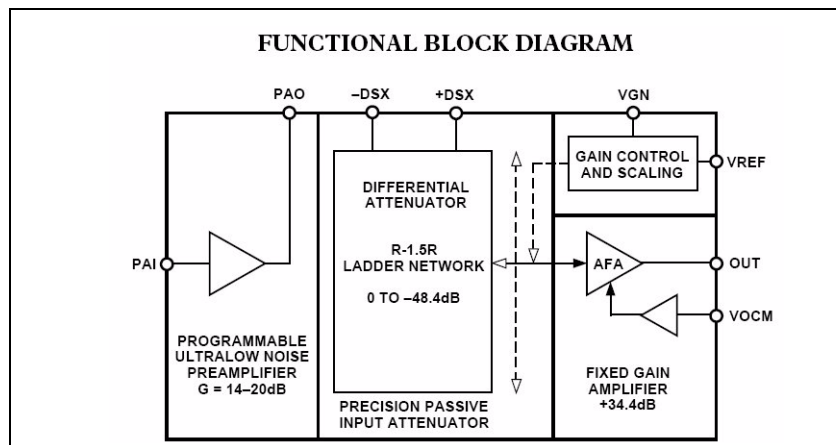 FUNCTIONAL BLOCK DIAGRAM
PAO
–DSX
+DSX
VGN
GAIN CONTROL
AND SCALING
VREF
DIFFERENTIAL
ATTENUATOR
R-1.5R
LADDER NETWORK
0 TO –48.4dB
PAI
AFA
OUT
VOCM
PROGRAMMABLE
ULTRALOW NOISE
PREAMPLIFIER
G = 14–20dB
PRECISION PASSIVE
INPUT ATTENUATOR
FIXED GAIN
AMPLIFIER
+34.4dB